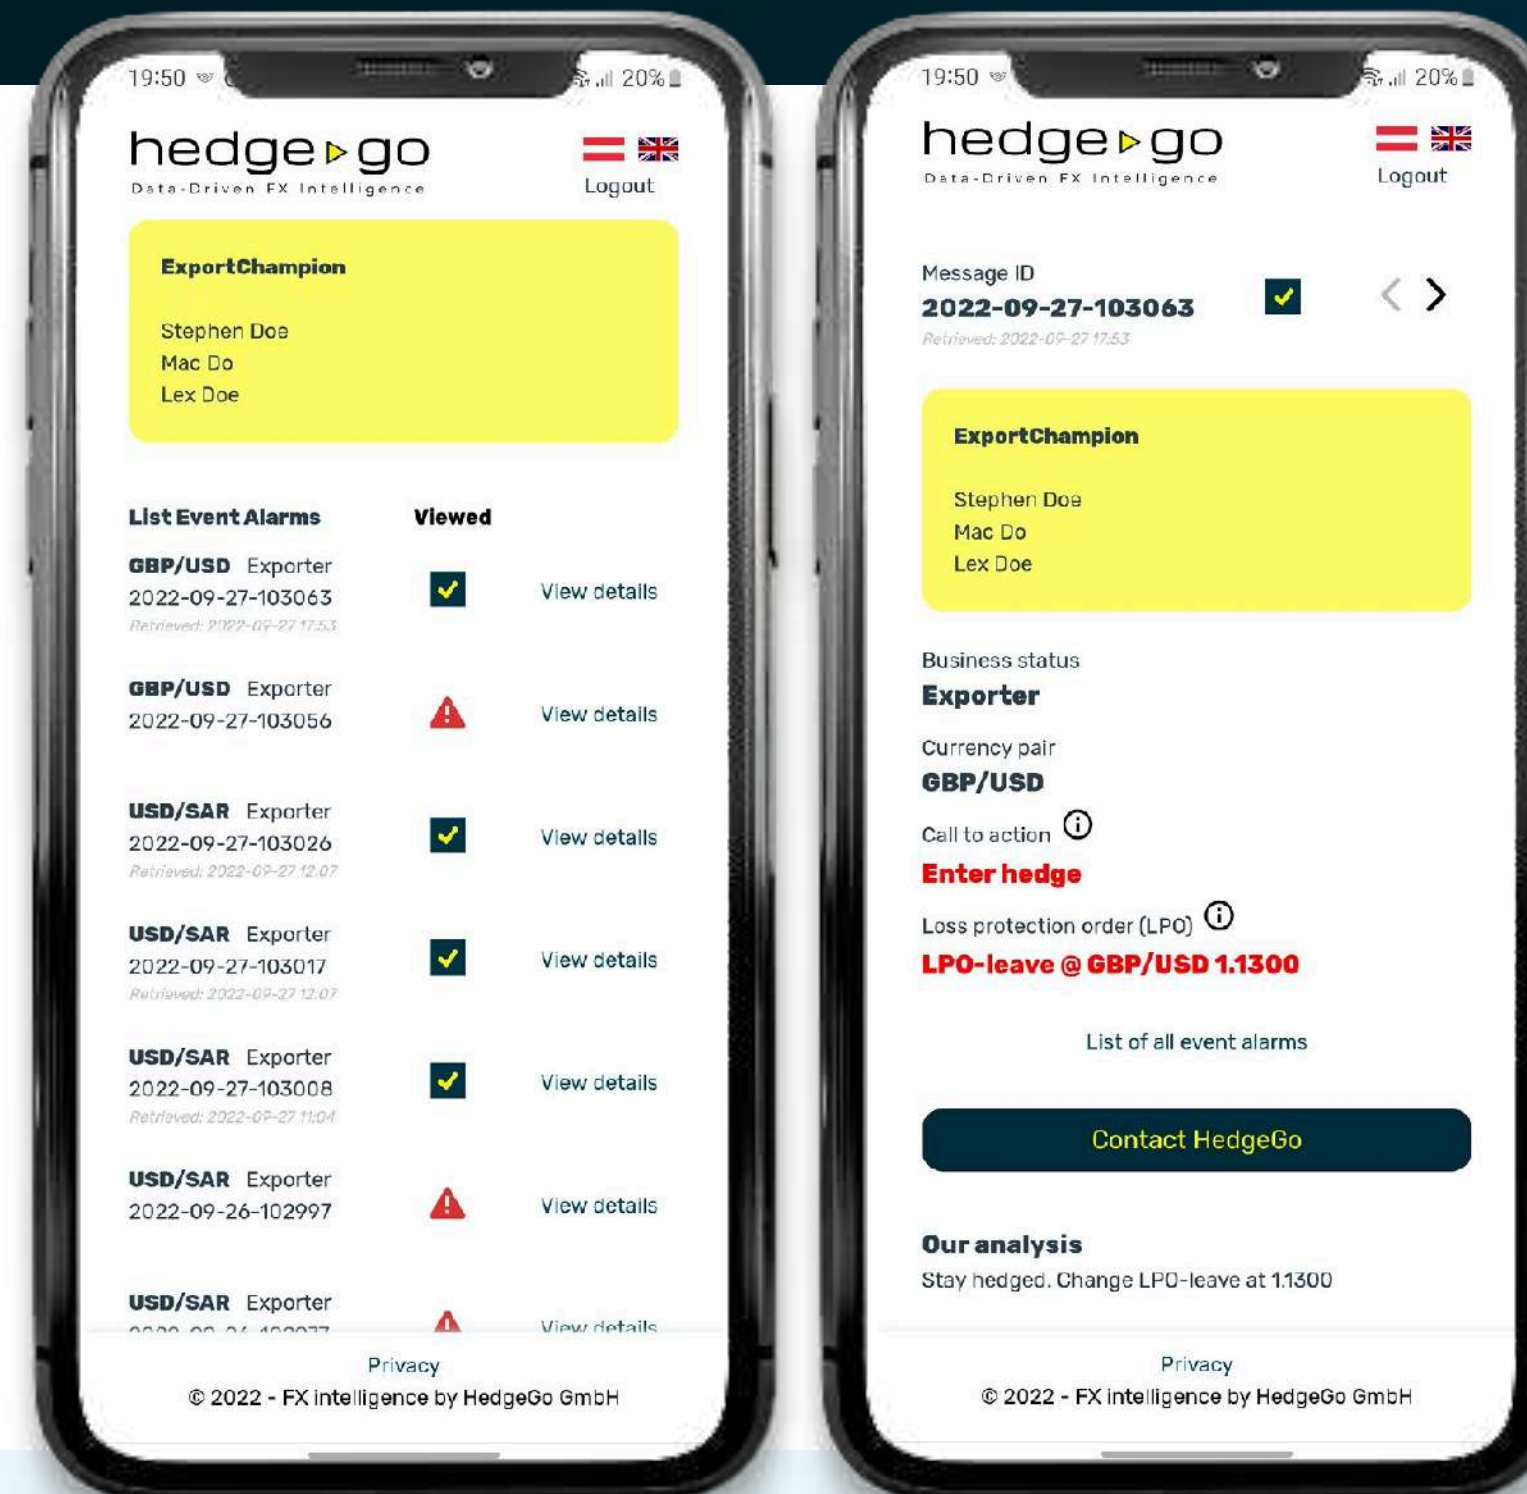 19:50
20%
hedge go
Data-Driven FX Intelligence
Logout
ExportChampion
Stephen Doe
Mac Do
Lex Doe
List Event Alarms Viewed
GBP/USD Exporter
2022-09-27-103063
View details
Retrieved: 2022-09-27 17:53
GBP/USD Exporter
2022-09-27-103056
View details
USD/SAR Exporter
2022-09-27-103026
View details
Retrieved: 2022-09-27 12:07
USD/SAR Exporter
2022-09-27-103017
View details
Retrieved: 2022-09-27 12:07
USD/SAR Exporter
2022-09-27-103008
View details
Retrieved: 2022-09-27 11:04
USD/SAR Exporter
2022-09-26-102997
View details
USD/SAR Exporter
View details
Privacy
© 2022 - FX intelligence by HedgeGo GmbH
19:50
20%
hedge go
Data-Driven FX Intelligence
Logout
Message ID
2022-09-27-103063
Retrieved: 2022-09-27 17:53
ExportChampion
Stephen Doe
Mac Do
Lex Doe
Business status
Exporter
Currency pair
GBP/USD
Call to action
Enter hedge
Loss protection order (LPO)
LPO-leave @ GBP/USD 1.1300
List of all event alarms
Contact HedgeGo
Our analysis
Stay hedged. Change LPO-leave at 1.1300
Privacy
© 2022 - FX intelligence by HedgeGo GmbH